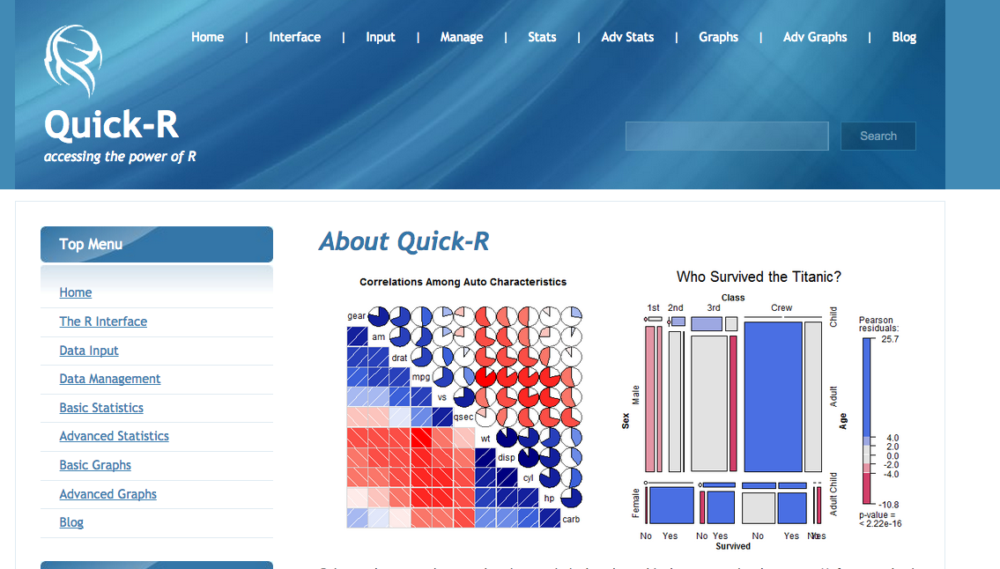 Home | Interface | Input | Manage | Stats | Adv Stats | Graphs | Adv Graphs | Blog
Quick-R
accessing the power of R
Search
Top Menu
Home
The R Interface
Data Input
Data Management
Basic Statistics
Advanced Statistics
Basic Graphs
Advanced Graphs
Blog
About Quick-R
Correlations Among Auto Characteristics
gear
am
drat
mpg
vs
qsec
wt
disp
cyl
hp
carb
Who Survived the Titanic?
Class
1st 2nd 3rd Crew
Sex
Male
Female
Age
Child
Adult
Adult Child
No Yes No Yes No Yes No Yes
Survived
Pearson
residuals:
25.7
4.0
2.0
0.0
-2.0
-4.0
-10.8
p-value =
< 2.22e-16